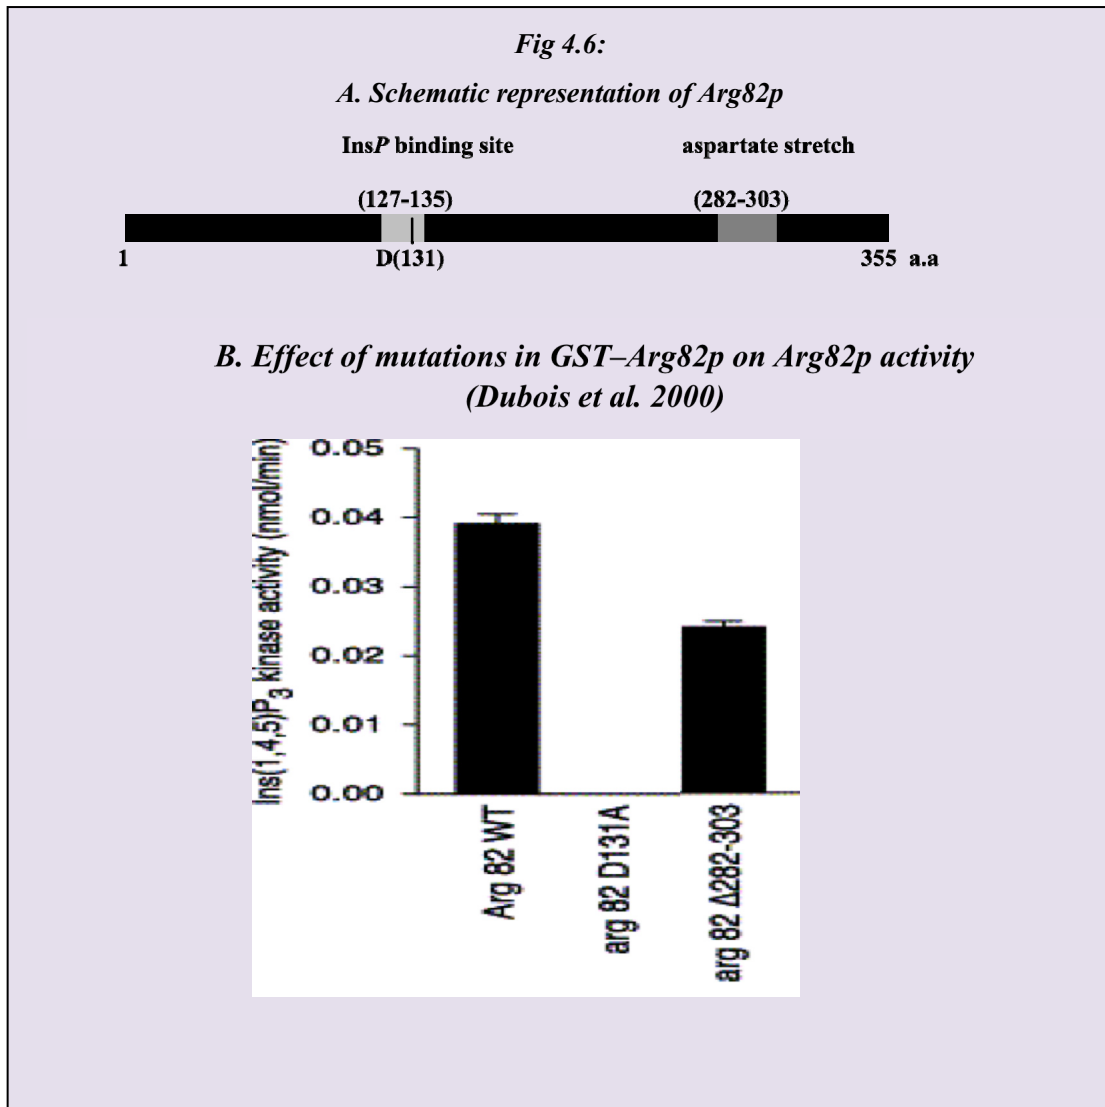 Fig 4.6:
A. Schematic representation of Arg82p
InsP binding site aspartate stretch
(127-135) (282-303)
1 D(131) 355 a.a
B. Effect of mutations in GST–Arg82p on Arg82p activity
(Dubois et al. 2000)
Ins(1,4,5)P3 kinase activity (nmol/min)
0.05
0.04
0.03
0.02
0.01
0.00
Arg 82 WT
arg 82 D131A
arg 82 Δ282-303